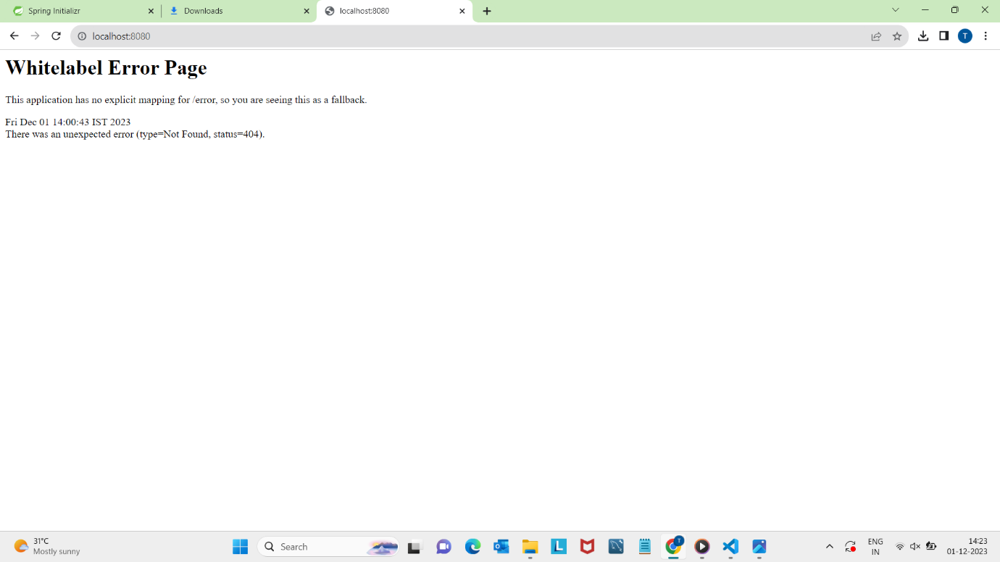 Spring Initializr
Downloads
localhost:8080
localhost:8080
T
Whitelabel Error Page
This application has no explicit mapping for /error, so you are seeing this as a fallback.
Fri Dec 01 14:00:43 IST 2023
There was an unexpected error (type=Not Found, status=404).
31°C
Mostly sunny
Search
L
T
ENG
IN
14:23
01-12-2023